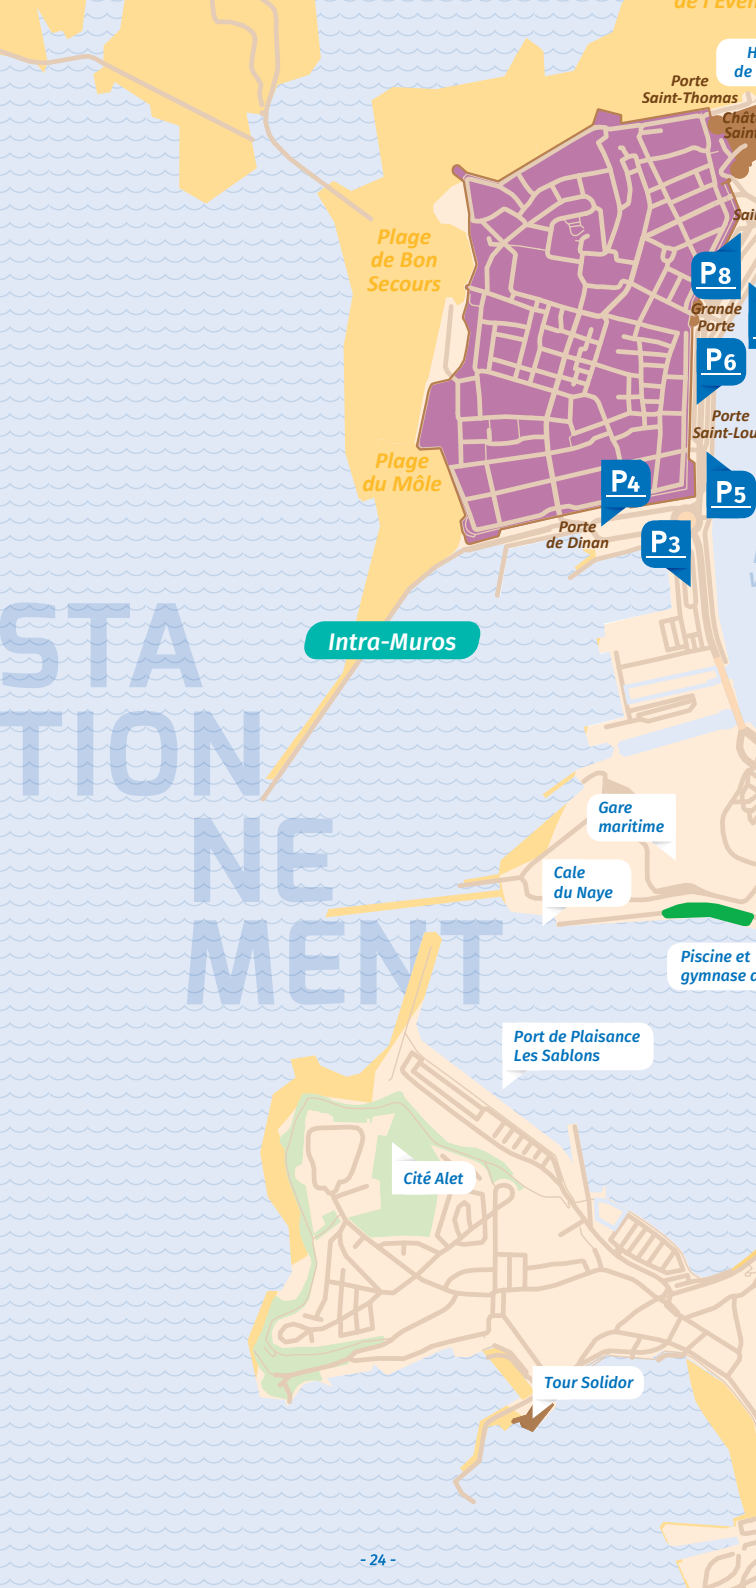 Porte
Saint-Thomas
de
Plage
de Bon
Secours
P8
Grande
Porte
P6
Porte
Plage
du Môle
P4
P5
Porte
de Dinan
P3
STA
Intra-Muros
TION
NE
MENT
Gare
maritime
Cale
du Naye
Piscine et
gymnase
Port de Plaisance
Les Sablons
Cité Alet
Tour Solidor
- 24 -